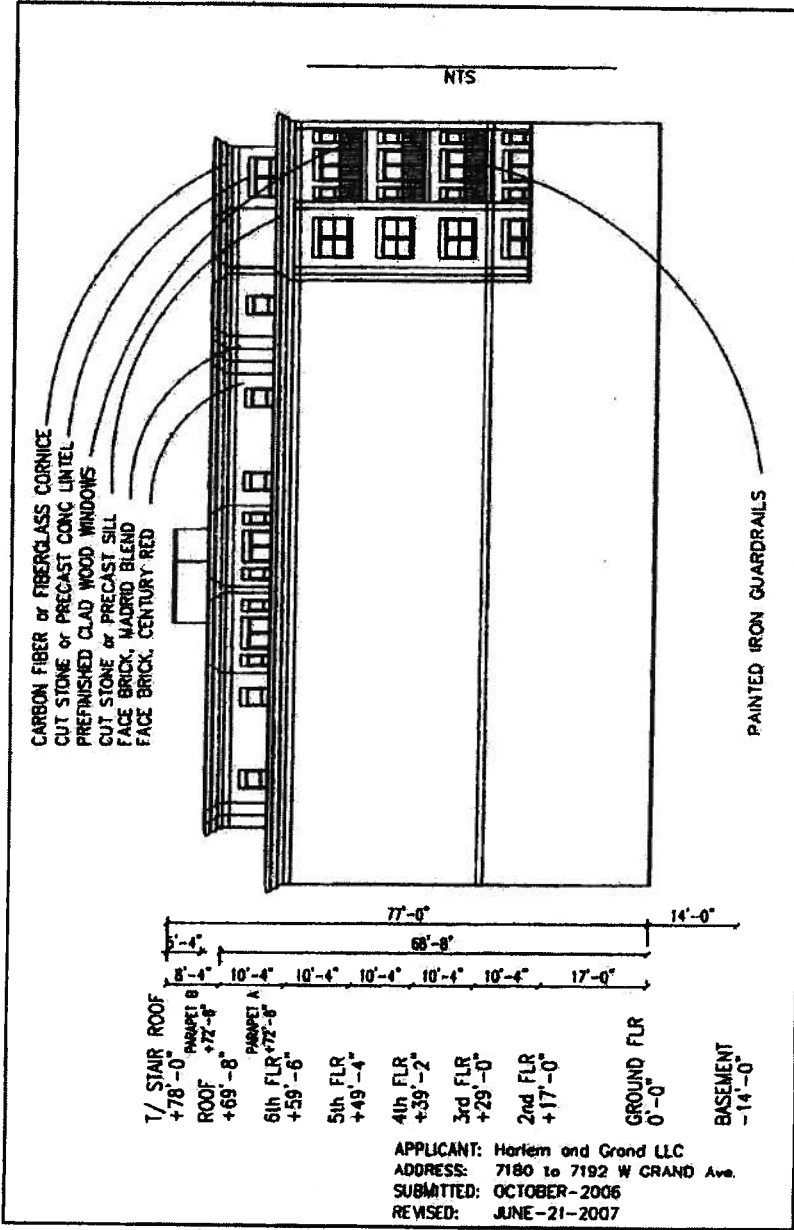 NTS
CARBON FIBER or FIBERGLASS CORNICE
CUT STONE or PRECAST CONC LINTEL
PREFINISHED CLAD WOOD WINDOWS
CUT STONE or PRECAST SILL
FACE BRICK, MADRID BLEND
FACE BRICK, CENTURY RED
PAINTED IRON GUARDRAILS
77'-0"
14'-0"
5'-4"
68'-8"
8'-4"
10'-4"
10'-4"
10'-4"
10'-4"
10'-4"
17'-0"
T/ STAIR ROOF
+78'-0"
PARAPET B
+72'-6"
ROOF
+69'-8"
PARAPET A
+72'-6"
6th FLR
+59'-6"
5th FLR
+49'-4"
4th FLR
+39'-2"
3rd FLR
+29'-0"
2nd FLR
+17'-0"
GROUND FLR
0'-0"
BASEMENT
-14'-0"
APPLICANT: Harlem and Grand LLC
ADDRESS: 7180 to 7192 W GRAND Ave.
SUBMITTED: OCTOBER-2006
REVISED: JUNE-21-2007